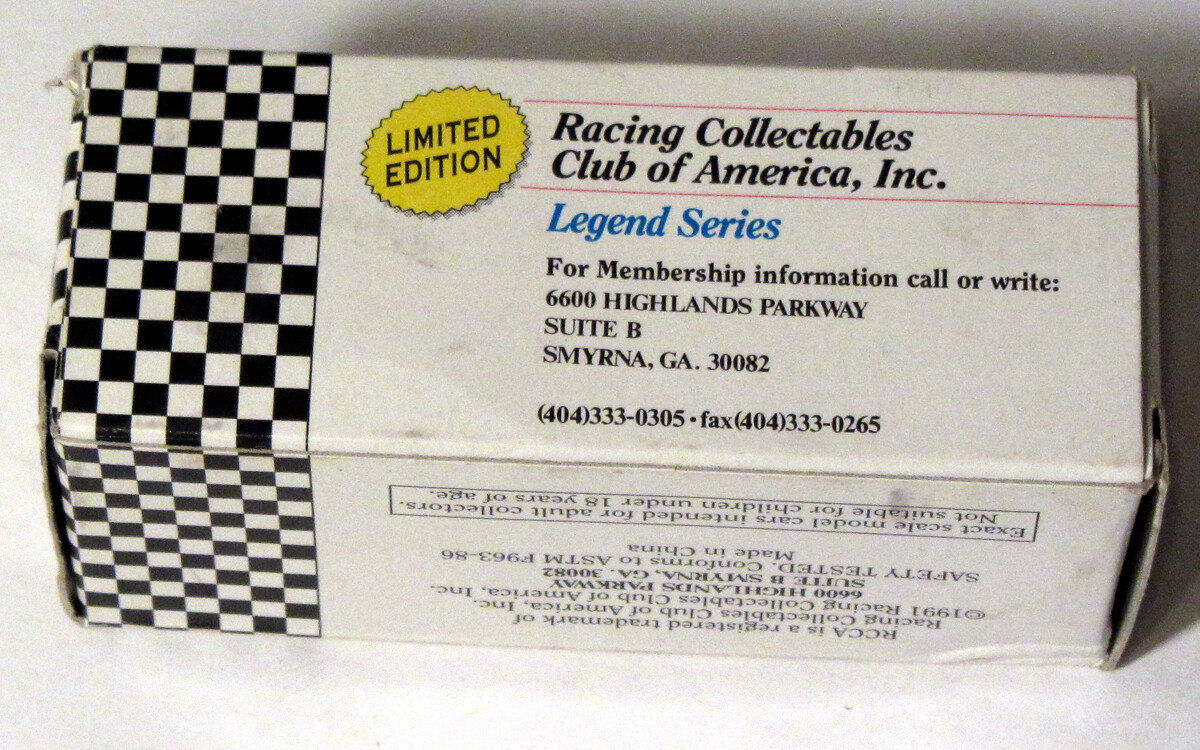 LIMITED
EDITION
Racing Collectables
Club of America, Inc.
Legend Series
For Membership information call or write:
6600 HIGHLANDS PARKWAY
SUITE B
SMYRNA, GA. 30082
(404)333-0305 • fax(404)333-0265
RCCA is a registered trademark of
Racing Collectables Club of America, Inc.
©1991 Racing Collectables Club of America, Inc.
6600 HIGHLANDS PARKWAY
SUITE B SMYRNA, GA. 30082
SAFETY TESTED. Conforms to ASTM F963-86
Made in China
Exact scale model cars intended for adult collectors.
Not suitable for children under 18 years of age.